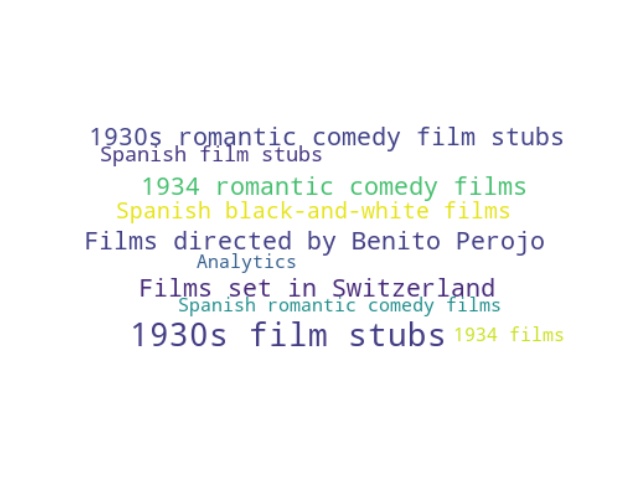 1930s romantic comedy film stubs
Spanish film stubs
1934 romantic comedy films
Spanish black-and-white films
Films directed by Benito Perojo
Analytics
Films set in Switzerland
Spanish romantic comedy films
1930s film stubs
1934 films